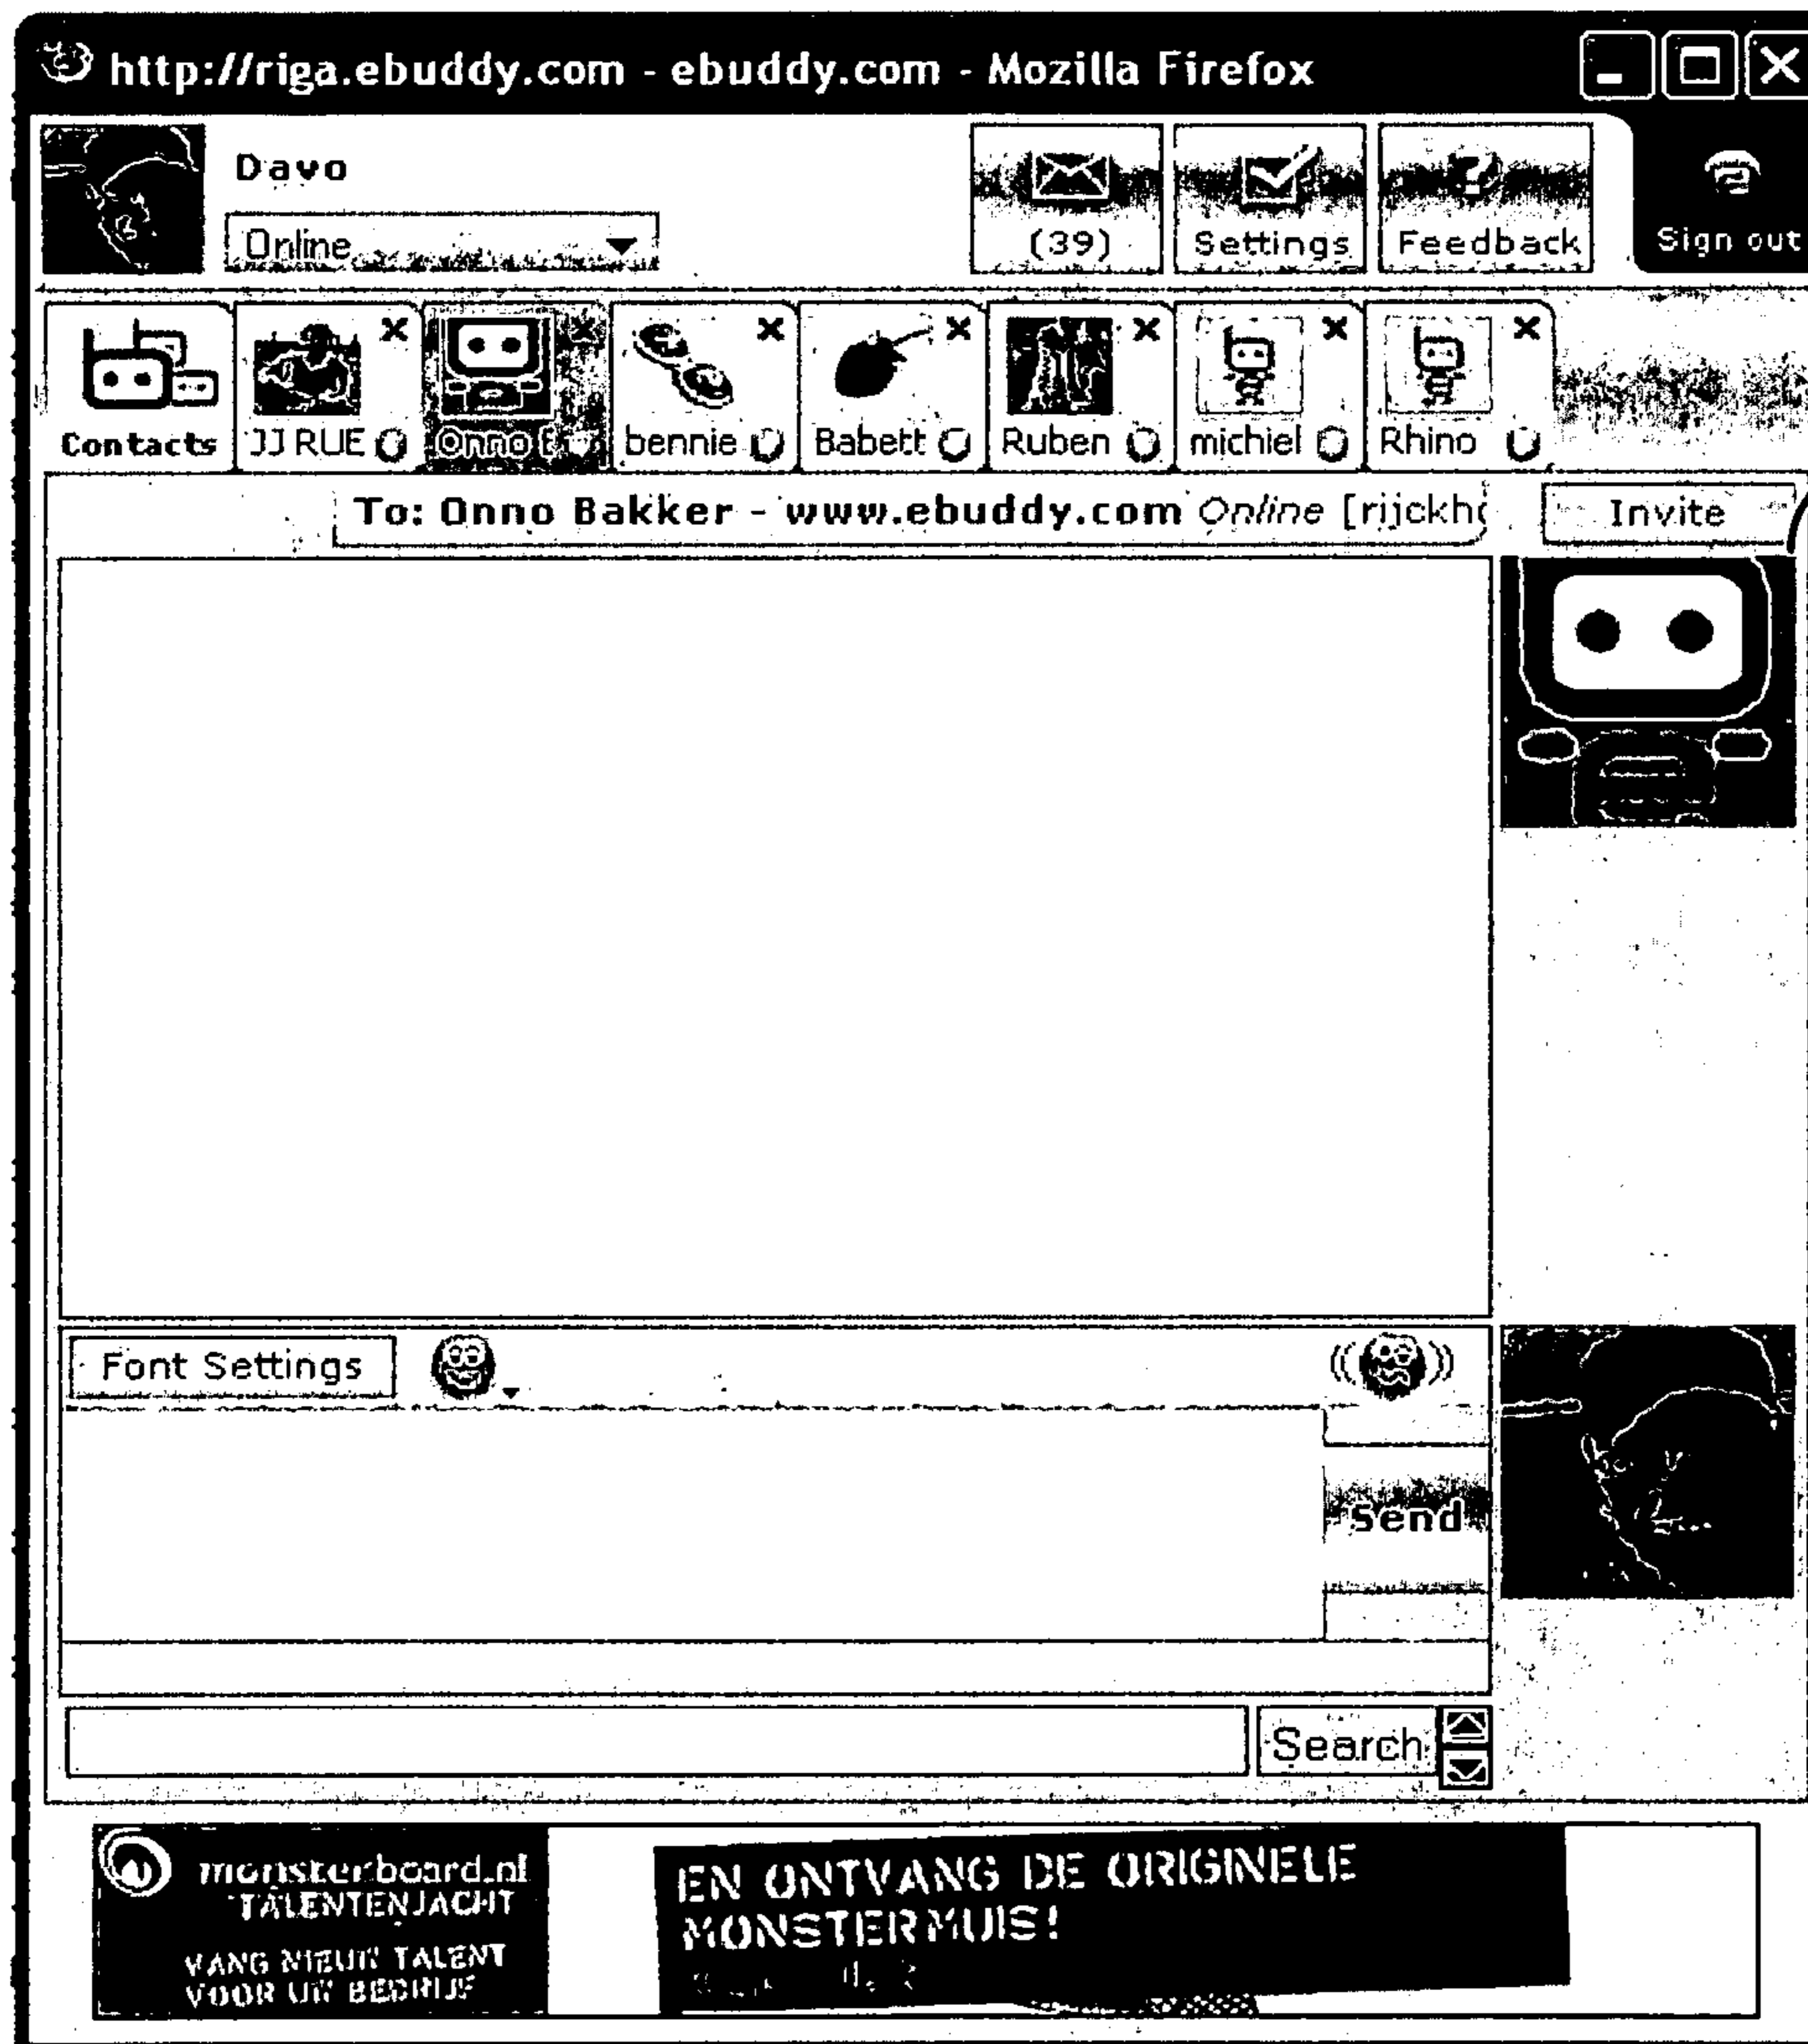 http://riga.ebuddy.com - ebuddy.com - Mozilla Firefox
Davo
Online
(39)
Settings
Feedback
Sign out
Contacts
JJ RUE
Onno E
bennie
Babett
Ruben
michiel
Rhino
To: Onno Bakker - www.ebuddy.com Online [rijckh
Invite
Font Settings
Send
Search
monsterboard.nl
TALENTENJACHT
VANG NIEUW TALENT
VOOR UW BEDRIJF
EN ONTVANG DE ORIGINELE
MONSTERMUIS!